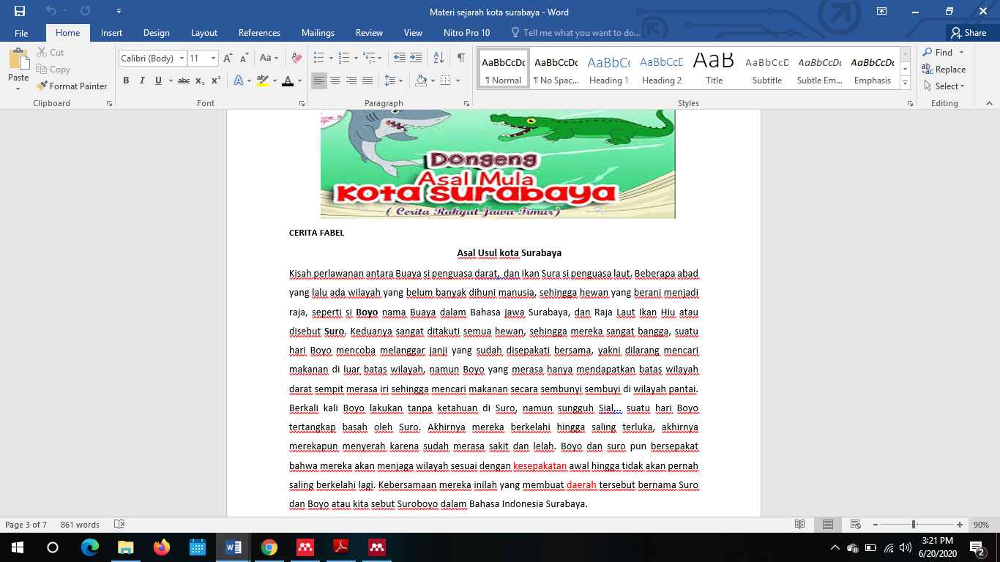 Materi sejarah kota surabaya - Word
File Home Insert Design Layout References Mailings Review View Nitro Pro 10 Tell me what you want to do... Share
Paste
Cut
Copy
Format Painter
Clipboard
Calibri (Body) 11
Font
Paragraph
AaBbCcDc AaBbCcDc AaBbCc AaBbCcD AaB AaBbCcD AaBbCcDc AaBbCcDc
¶ Normal ¶ No Spac... Heading 1 Heading 2 Title Subtitle Subtle Em... Emphasis
Styles
Find
Replace
Select
Editing
Dongeng
Asal Mula
Kota Surabaya
( Cerita Rakyat Jawa Timur)
CERITA FABEL
Asal Usul kota Surabaya
Kisah perlawanan antara Buaya si penguasa darat, dan Ikan Sura si penguasa laut. Beberapa abad
yang lalu ada wilayah yang belum banyak dihuni manusia, sehingga hewan yang berani menjadi
raja, seperti si Boyo nama Buaya dalam Bahasa jawa Surabaya, dan Raja Laut Ikan Hiu atau
disebut Suro. Keduanya sangat ditakuti semua hewan, sehingga mereka sangat bangga, suatu
hari Boyo mencoba melanggar janji yang sudah disepakati bersama, yakni dilarang mencari
makanan di luar batas wilayah, namun Boyo yang merasa hanya mendapatkan batas wilayah
darat sempit merasa iri sehingga mencari makanan secara sembunyi sembuyi di wilayah pantai.
Berkali kali Boyo lakukan tanpa ketahuan di Suro, namun sungguh Sial,.. suatu hari Boyo
tertangkap basah oleh Suro. Akhirnya mereka berkelahi hingga saling terluka, akhirnya
merekapun menyerah karena sudah merasa sakit dan lelah. Boyo dan suro pun bersepakat
bahwa mereka akan menjaga wilayah sesuai dengan kesepakatan awal hingga tidak akan pernah
saling berkelahi lagi. Kebersamaan mereka inilah yang membuat daerah tersebut bernama Suro
dan Boyo atau kita sebut Suroboyo dalam Bahasa Indonesia Surabaya.
Page 3 of 7 861 words 90%
3:21 PM
6/20/2020
2